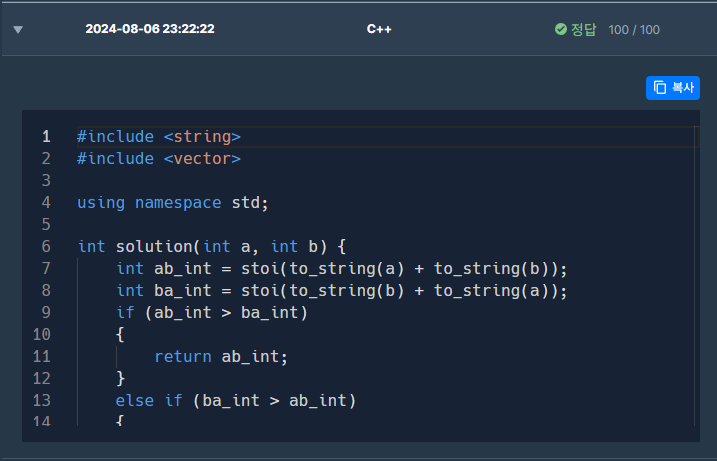 ▼ 2024-08-06 23:22:22 C++ 정답 100 / 100
복사
1 #include <string>
2 #include <vector>
3
4 using namespace std;
5
6 int solution(int a, int b) {
7     int ab_int = stoi(to_string(a) + to_string(b));
8     int ba_int = stoi(to_string(b) + to_string(a));
9     if (ab_int > ba_int)
10     {
11         return ab_int;
12     }
13     else if (ba_int > ab_int)
14     {